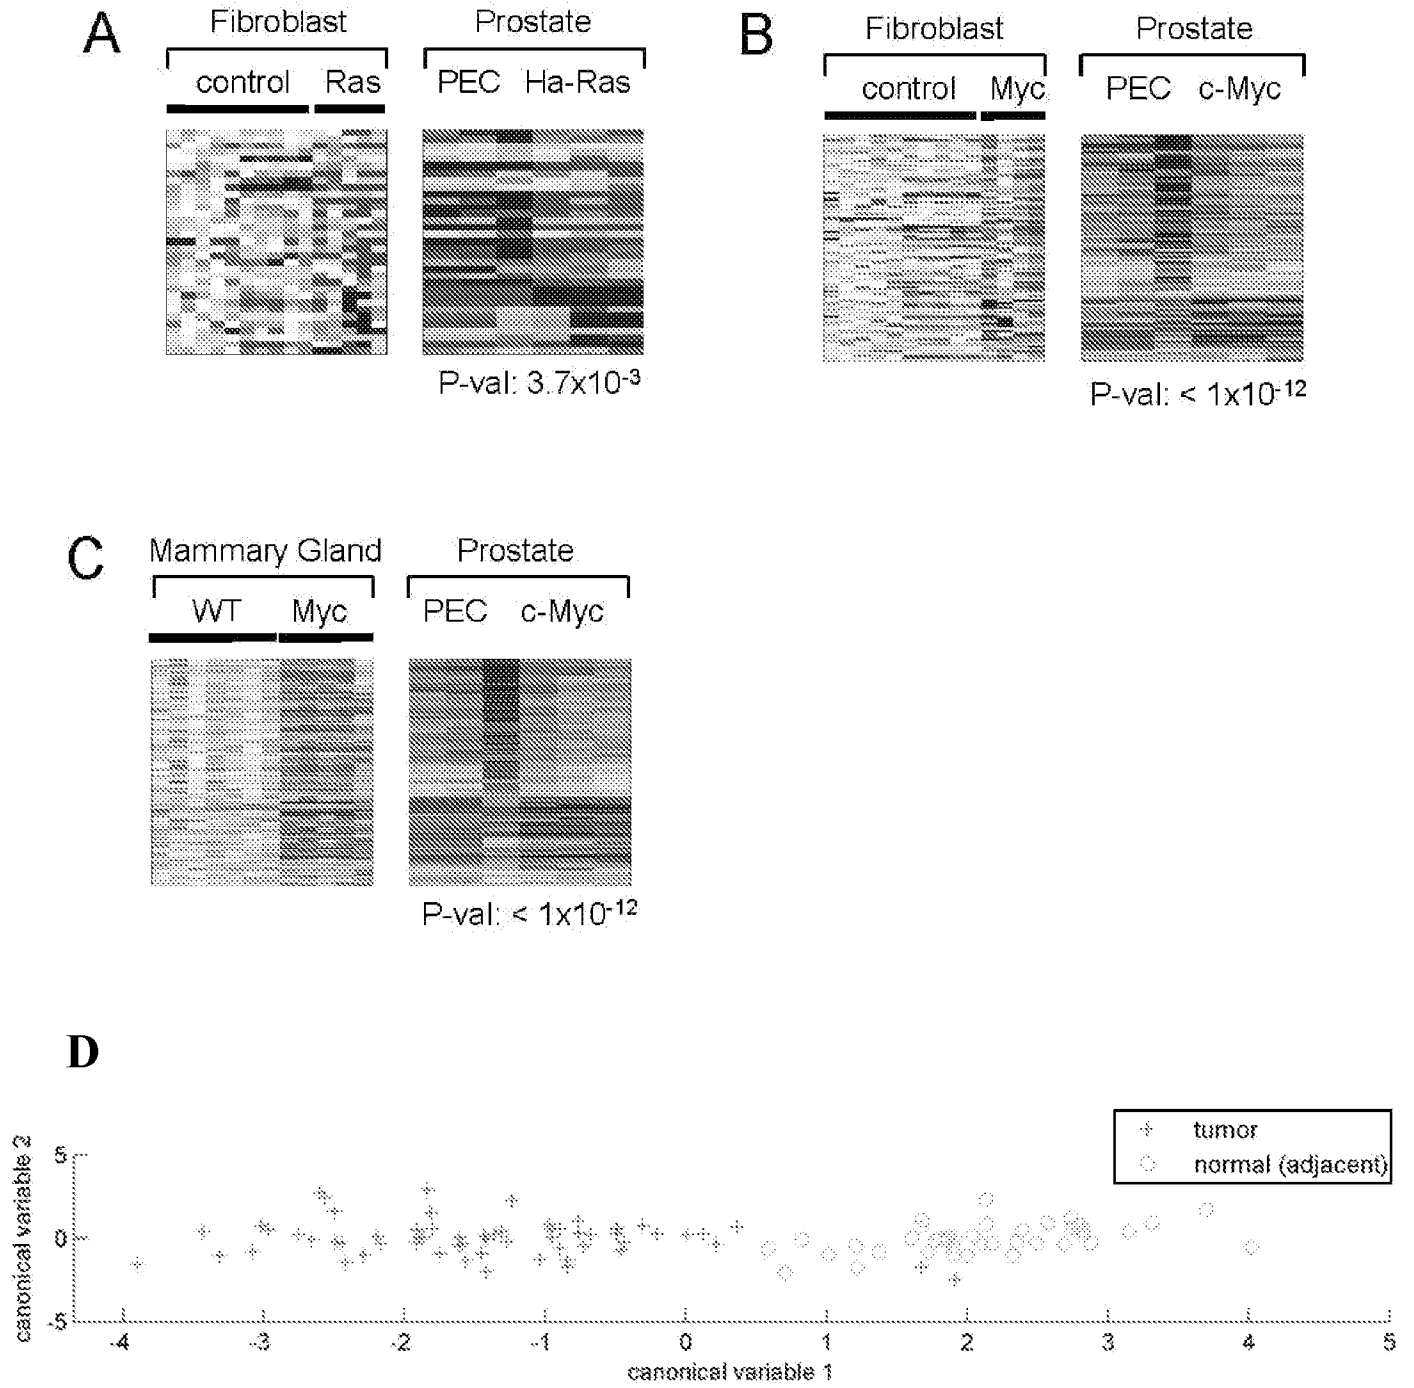 A
Fibroblast
control Ras
Prostate
PEC Ha-Ras
P-val: 3.7x10-3
B
Fibroblast
control Myc
Prostate
PEC c-Myc
P-val: < 1x10-12
C
Mammary Gland
WT Myc
Prostate
PEC c-Myc
P-val: < 1x10-12
D
tumor
normal (adjacent)
canonical variable 2
5
0
-5
-4 -3 -2 -1 0 1 2 3 4 5
canonical variable 1